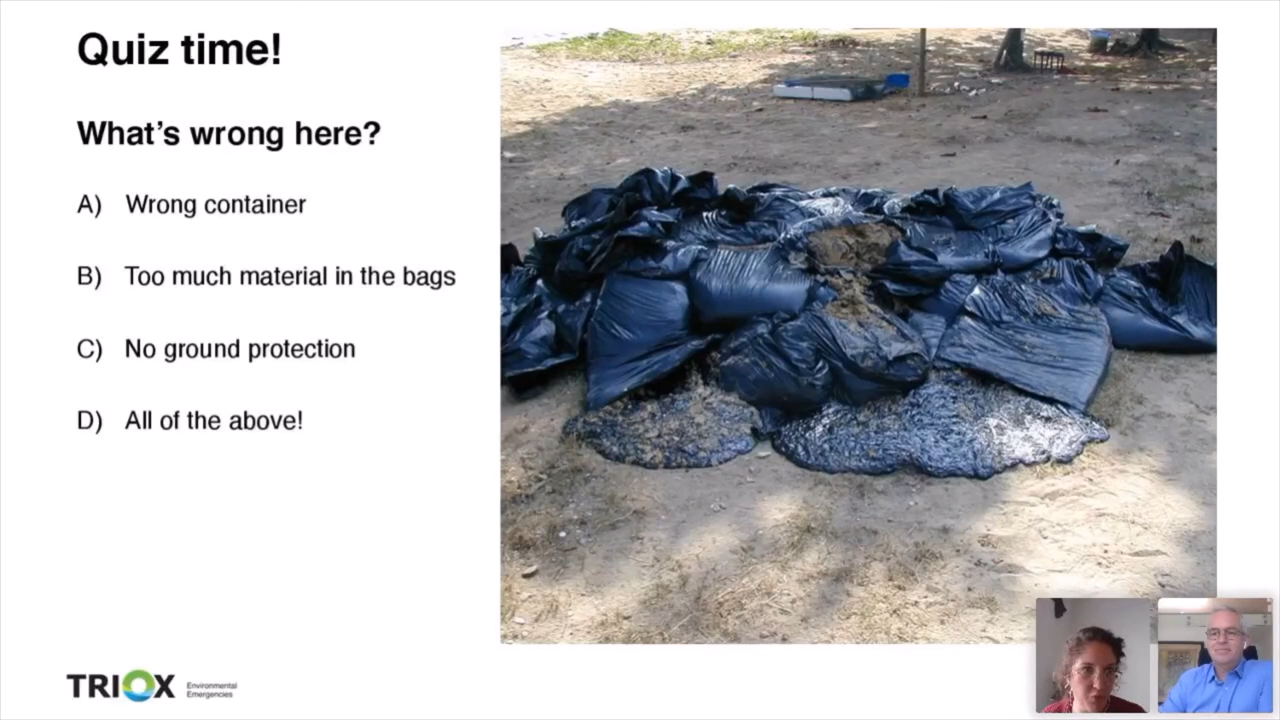 Quiz time!
What’s wrong here?
A) Wrong container
B) Too much material in the bags
C) No ground protection
D) All of the above!
TRIOX Environmental
Emergencies